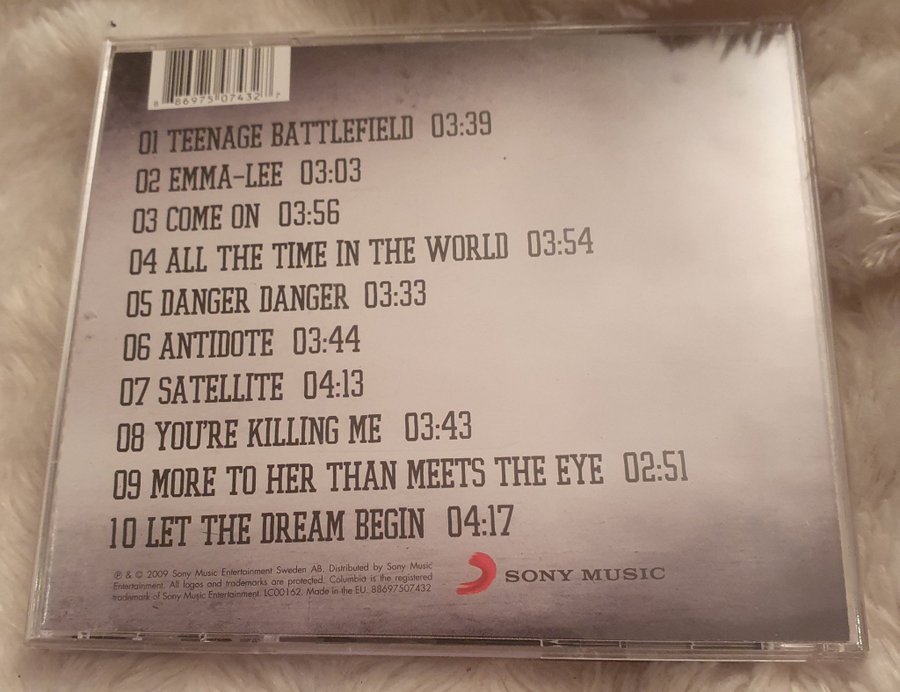 8 86975 07432
01 TEENAGE BATTLEFIELD 03:39
02 EMMA-LEE 03:03
03 COME ON 03:56
04 ALL THE TIME IN THE WORLD 03:54
05 DANGER DANGER 03:33
06 ANTIDOTE 03:44
07 SATELLITE 04:13
08 YOU'RE KILLING ME 03:43
09 MORE TO HER THAN MEETS THE EYE 02:51
10 LET THE DREAM BEGIN 04:17
℗ & © 2009 Sony Music Entertainment Sweden AB. Distributed by Sony Music
Entertainment. All logos and trademarks are protected. Columbia is the registered
trademark of Sony Music Entertainment. LC00162. Made in the EU. 88697507432
SONY MUSIC